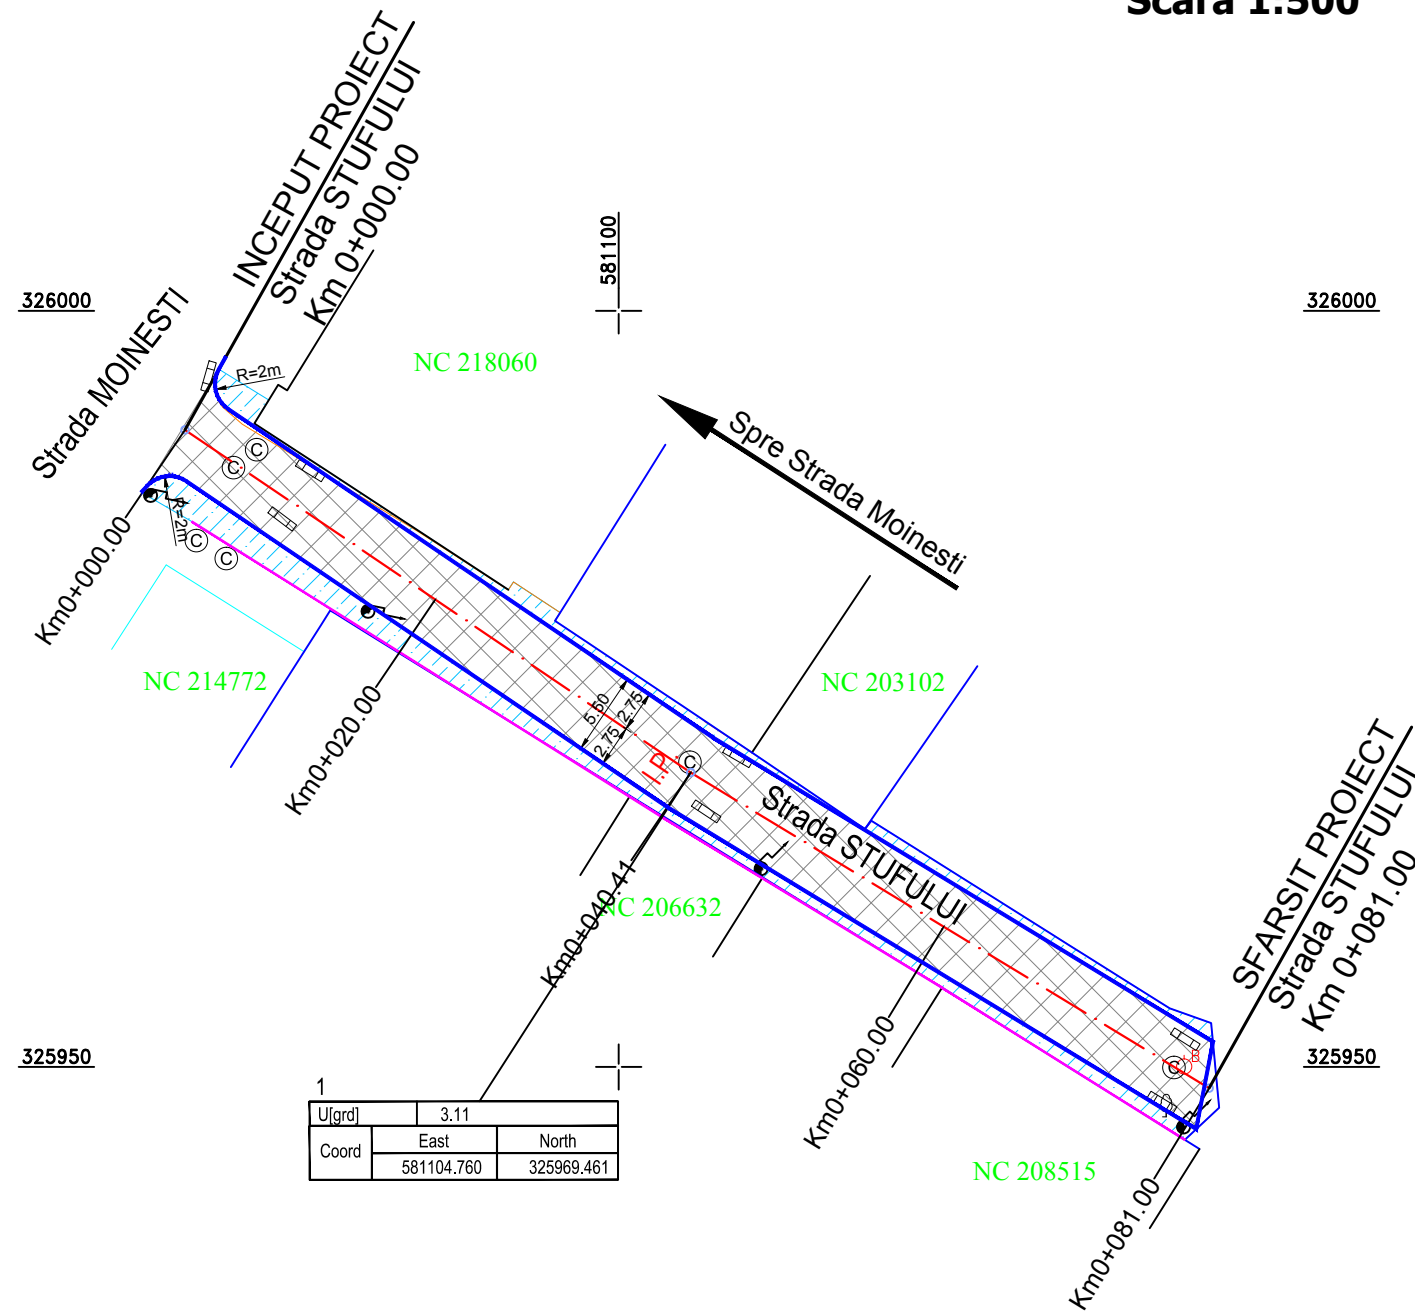 Scara 1:500
INCEPUT PROIECT
Strada STUFULUI
Km 0+000.00
581100
326000
326000
Strada MOINESTI
R=2m
NC 218060
Spre Strada Moinesti
C
C
R=2m
C
C
Km0+000.00
NC 214772
Km0+020.00
5.50
2.75
2.75
I.P.
C
NC 203102
Strada STUFULUI
Km0+040.41
NC 206632
SFARSIT PROIECT
Strada STUFULUI
Km 0+081.00
Km0+060.00
325950
325950
C
B
1
U[grd] 3.11
Coord East North
581104.760 325969.461
NC 208515
Km0+081.00